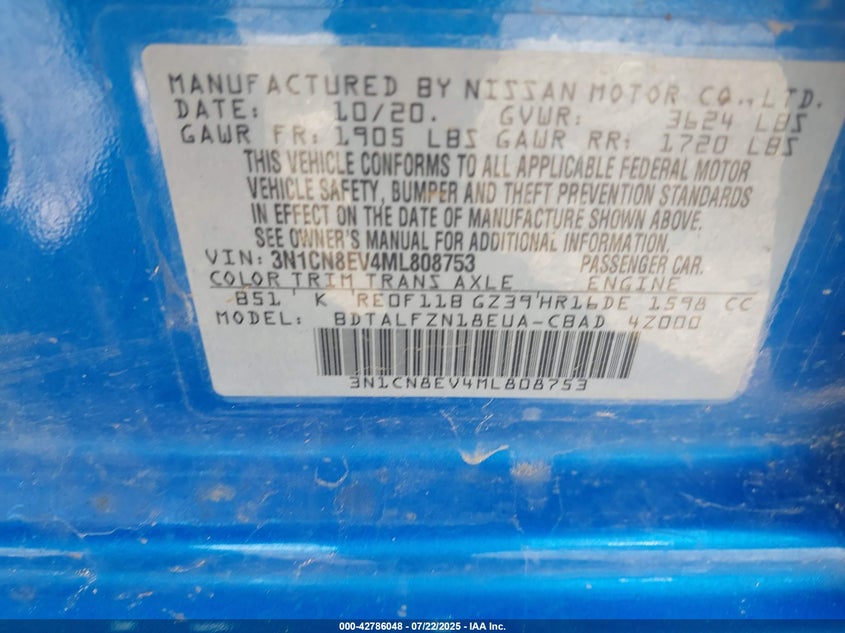 MANUFACTURED BY NISSAN MOTOR CO., LTD.
DATE: 10/20. GVWR: 3624 LBS
GAWR FR: 1905 LBS GAWR RR: 1720 LBS
THIS VEHICLE CONFORMS TO ALL APPLICABLE FEDERAL MOTOR
VEHICLE SAFETY, BUMPER AND THEFT PREVENTION STANDARDS
IN EFFECT ON THE DATE OF MANUFACTURE SHOWN ABOVE.
SEE OWNER'S MANUAL FOR ADDITIONAL INFORMATION.
VIN: 3N1CN8EV4ML808753 PASSENGER CAR.
COLOR TRIM TRANS AXLE ENGINE
B51 K RE0F11B GZ39 HR16DE 1598 CC
MODEL: BDTALFZN18EUA-CBAD 4Z000
3N1CN8EV4ML808753
000-42786048 - 07/22/2025 - IAA Inc.